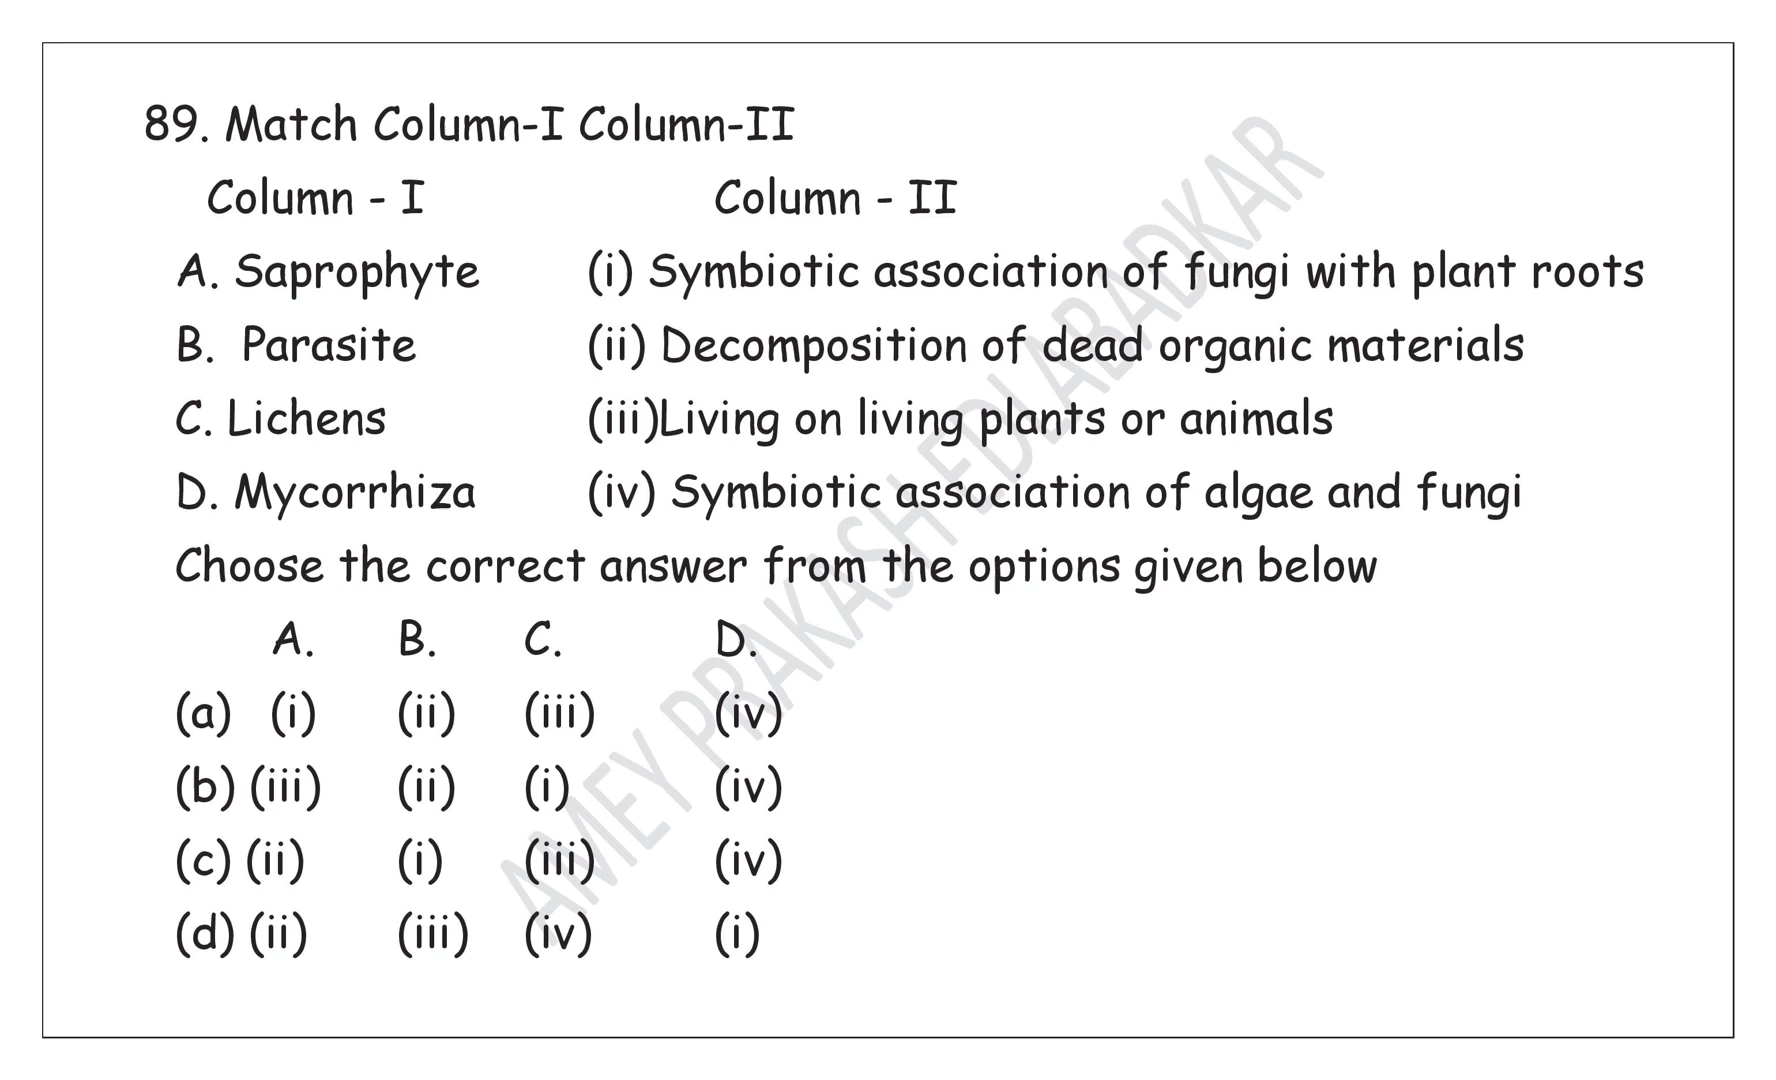 89. Match Column-I Column-II
Column - I Column - II
A. Saprophyte (i) Symbiotic association of fungi with plant roots
B. Parasite (ii) Decomposition of dead organic materials
C. Lichens (iii)Living on living plants or animals
D. Mycorrhiza (iv) Symbiotic association of algae and fungi
Choose the correct answer from the options given below
A. B. C. D.
(a) (i) (ii) (iii) (iv)
(b) (iii) (ii) (i) (iv)
(c) (ii) (i) (iii) (iv)
(d) (ii) (iii) (iv) (i)
AMEY PRAKASH EDLABADKAR